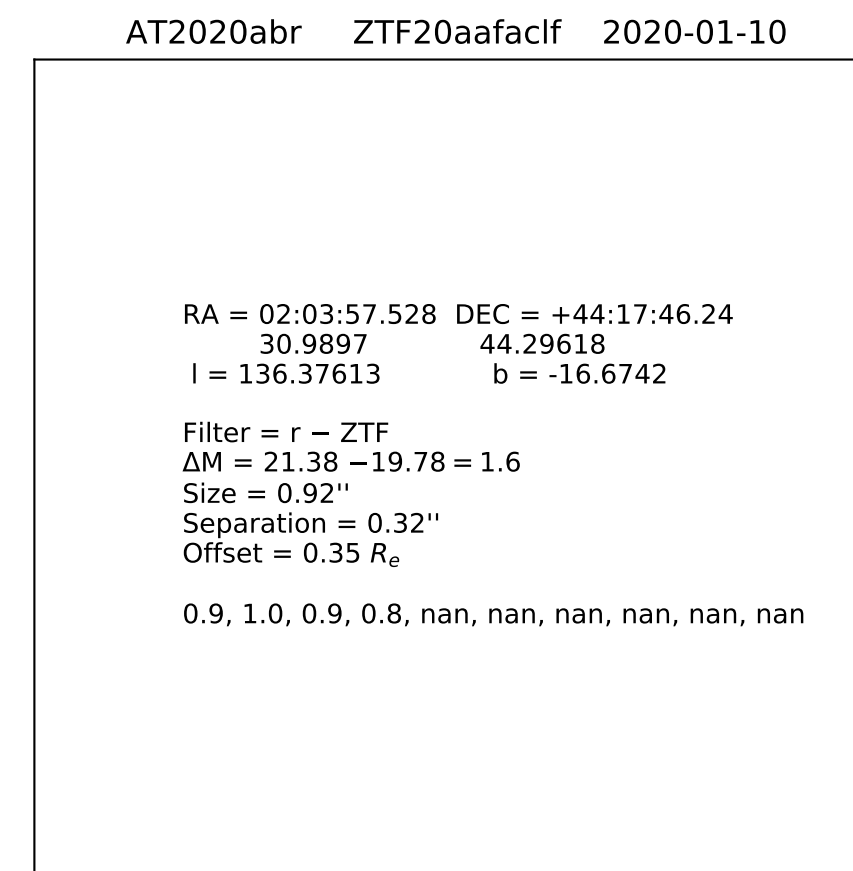 AT2020abr ZTF20aafaclf 2020-01-10
RA = 02:03:57.528 DEC = +44:17:46.24
30.9897 44.29618
l = 136.37613 b = -16.6742
Filter = r − ZTF
ΔM = 21.38 −19.78 = 1.6
Size = 0.92''
Separation = 0.32''
Offset = 0.35 Rₑ
0.9, 1.0, 0.9, 0.8, nan, nan, nan, nan, nan, nan